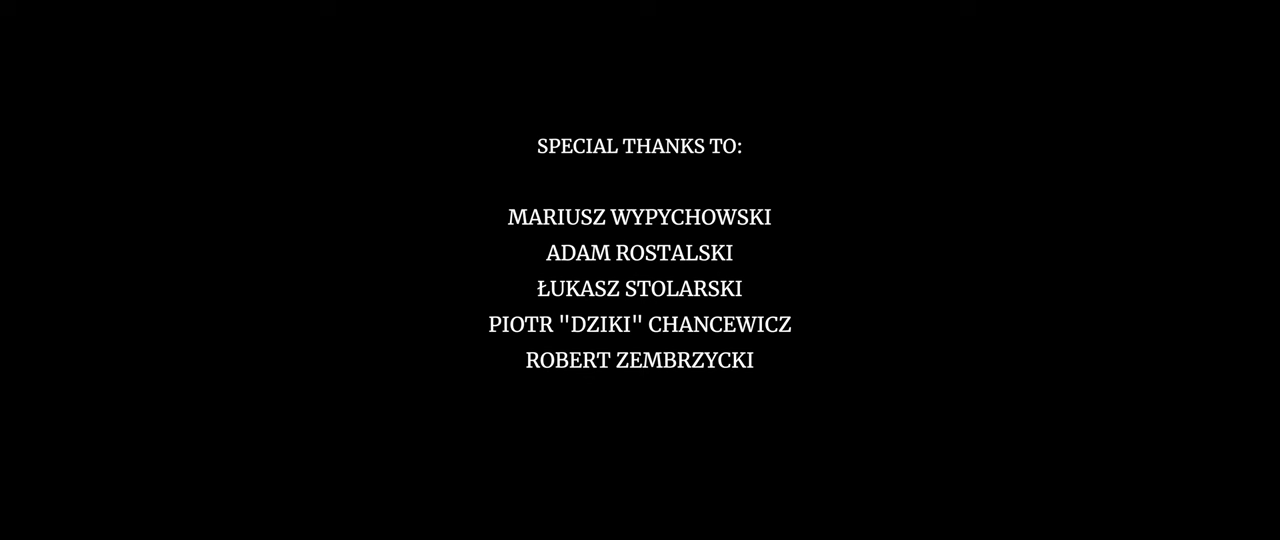 SPECIAL THANKS TO:
MARIUSZ WYPYCHOWSKI
ADAM ROSTALSKI
ŁUKASZ STOLARSKI
PIOTR "DZIKI" CHANCEWICZ
ROBERT ZEMBRZYCKI